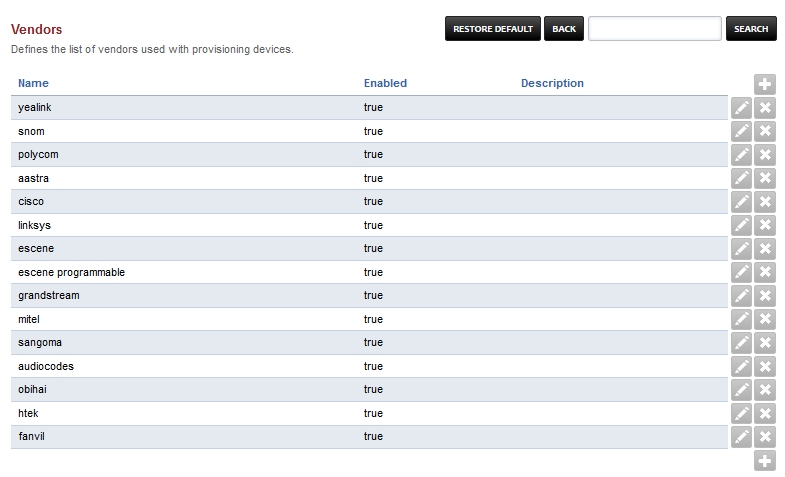 Vendors
RESTORE DEFAULT BACK SEARCH
Defines the list of vendors used with provisioning devices.
Name Enabled Description
yealink true
snom true
polycom true
aastra true
cisco true
linksys true
escene true
escene programmable true
grandstream true
mitel true
sangoma true
audiocodes true
obihai true
htek true
fanvil true